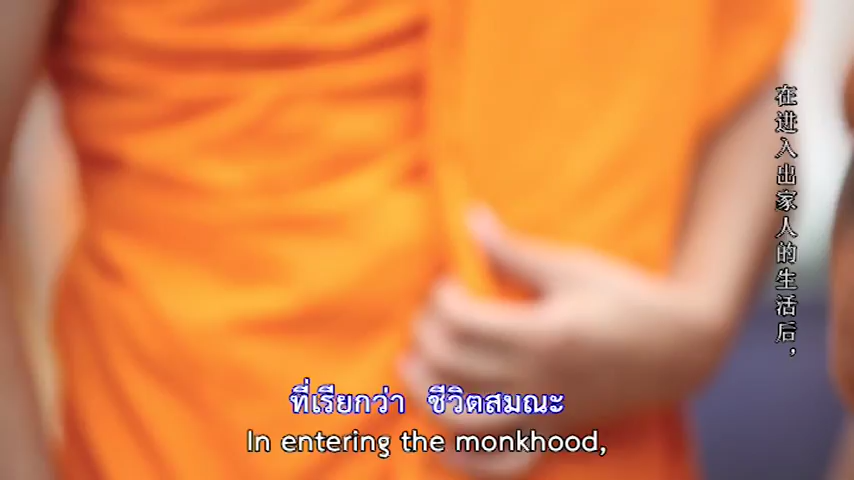 在进入出家人的生活后，
ที่เรียกว่า ชีวิตสมณะ
In entering the monkhood,